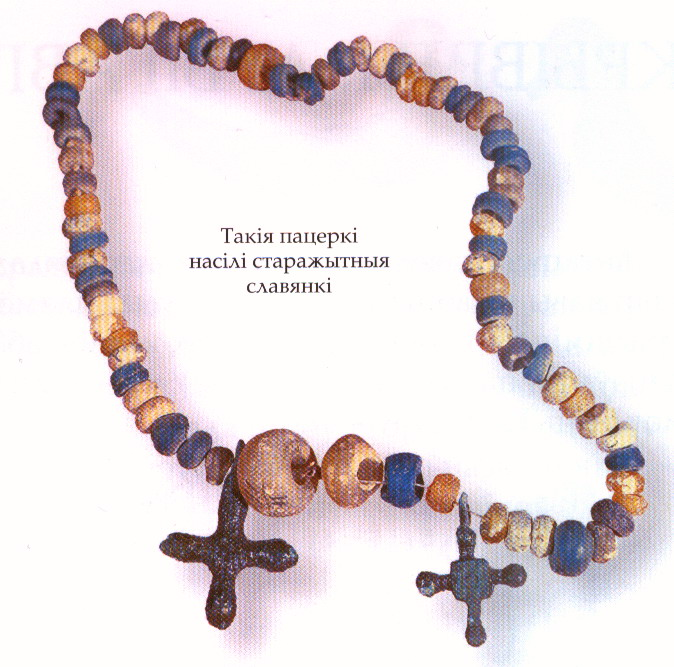 Такія пацеркі
насілі старажытныя
славянкі